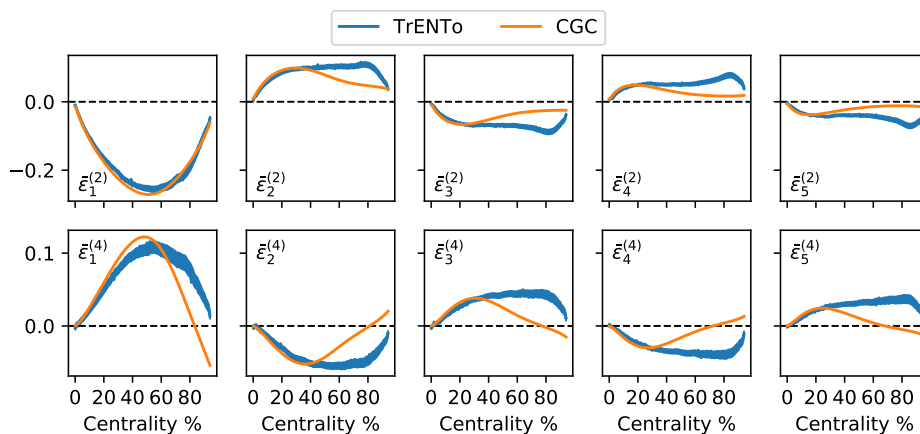 TrENTo CGC
0.0
−0.2
ε̄₁⁽²⁾ ε̄₂⁽²⁾ ε̄₃⁽²⁾ ε̄₄⁽²⁾ ε̄₅⁽²⁾
0.1
0.0
ε̄₁⁽⁴⁾ ε̄₂⁽⁴⁾ ε̄₃⁽⁴⁾ ε̄₄⁽⁴⁾ ε̄₅⁽⁴⁾
0 20 40 60 80 0 20 40 60 80 0 20 40 60 80 0 20 40 60 80 0 20 40 60 80
Centrality % Centrality % Centrality % Centrality % Centrality %